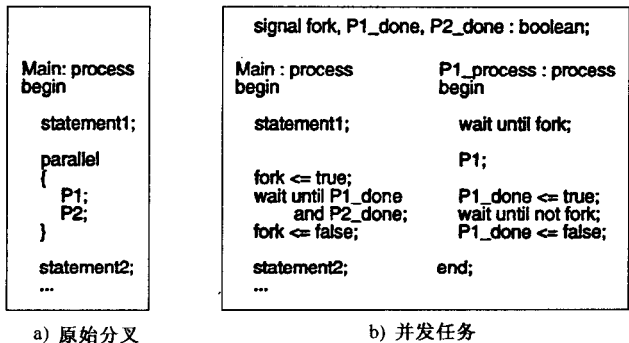 Main: process
begin
statement1;
parallel
{
P1;
P2;
}
statement2;
...
a) 原始分叉
signal fork, P1_done, P2_done : boolean;
Main : process
begin
statement1;
fork <= true;
wait until P1_done
and P2_done;
fork <= false;
statement2;
...
P1_process : process
begin
wait until fork;
P1;
P1_done <= true;
wait until not fork;
P1_done <= false;
end;
b) 并发任务